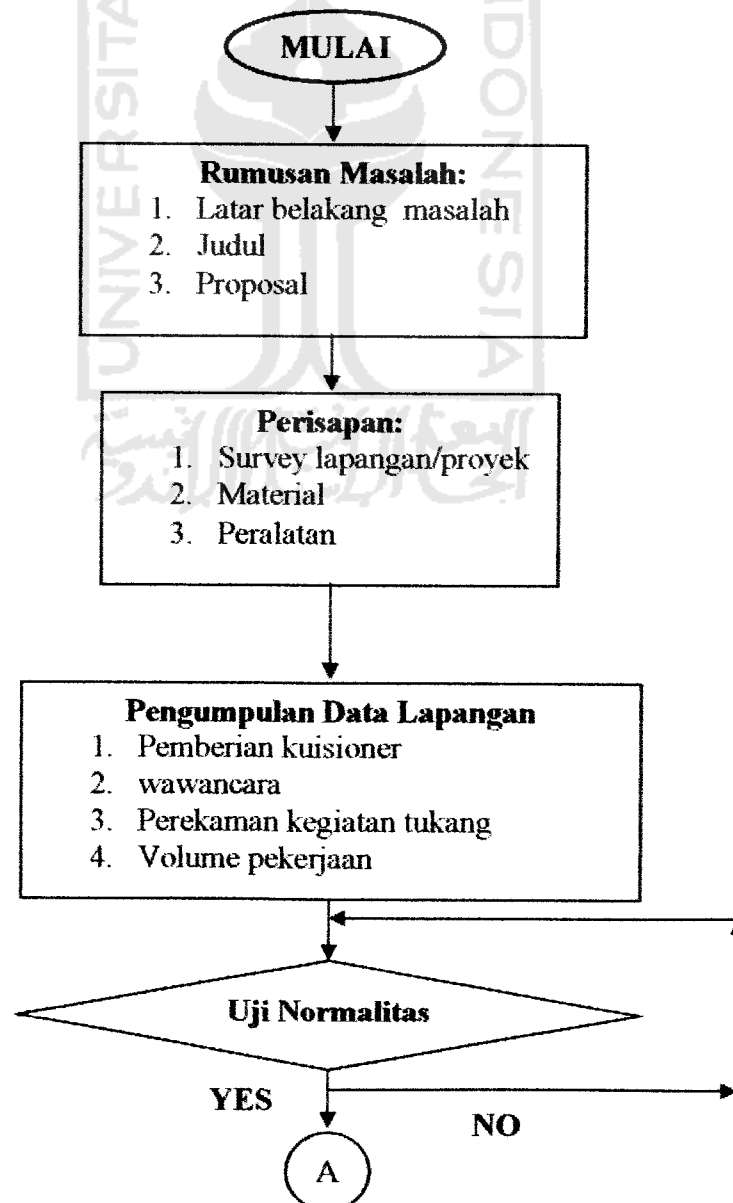 MULAI
Rumusan Masalah:
1. Latar belakang masalah
2. Judul
3. Proposal
Perisapan:
1. Survey lapangan/proyek
2. Material
3. Peralatan
Pengumpulan Data Lapangan
1. Pemberian kuisioner
2. wawancara
3. Perekaman kegiatan tukang
4. Volume pekerjaan
Uji Normalitas
YES
NO
A
UNIVERSITA
NDONESIA